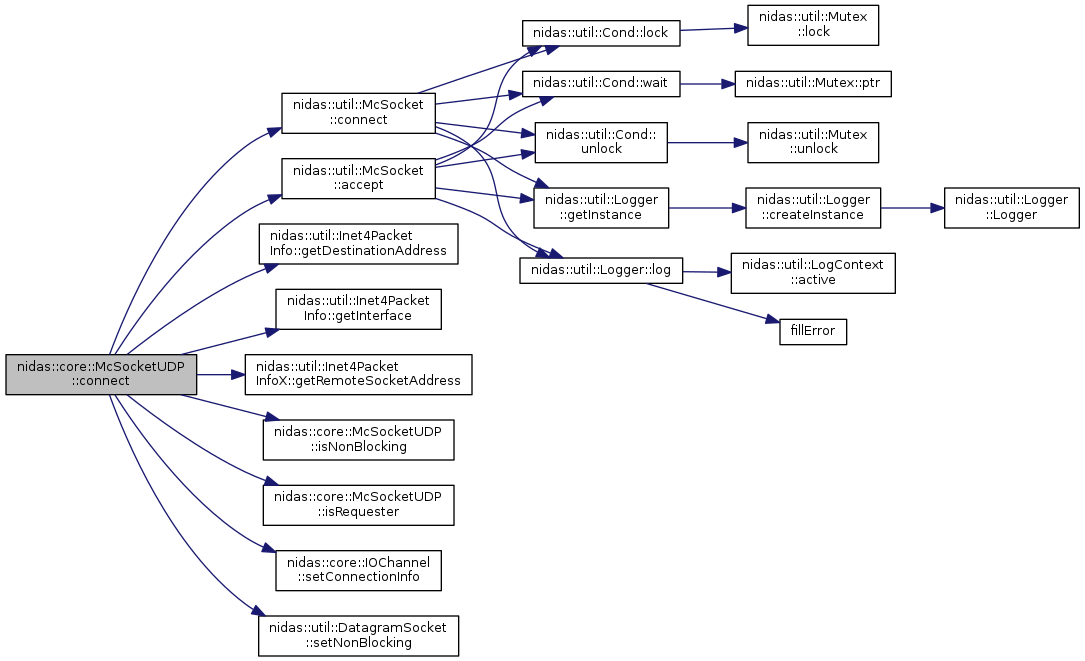 nidas::core::McSocketUDP
::connect
nidas::util::McSocket
::connect
nidas::util::McSocket
::accept
nidas::util::Inet4Packet
Info::getDestinationAddress
nidas::util::Inet4Packet
Info::getInterface
nidas::util::Inet4Packet
InfoX::getRemoteSocketAddress
nidas::core::McSocketUDP
::isNonBlocking
nidas::core::McSocketUDP
::isRequester
nidas::core::IOChannel
::setConnectionInfo
nidas::util::DatagramSocket
::setNonBlocking
nidas::util::Cond::lock
nidas::util::Cond::wait
nidas::util::Cond::
unlock
nidas::util::Logger
::getInstance
nidas::util::Logger::log
nidas::util::Mutex
::lock
nidas::util::Mutex::ptr
nidas::util::Mutex
::unlock
nidas::util::Logger
::createInstance
nidas::util::LogContext
::active
fillError
nidas::util::Logger
::Logger